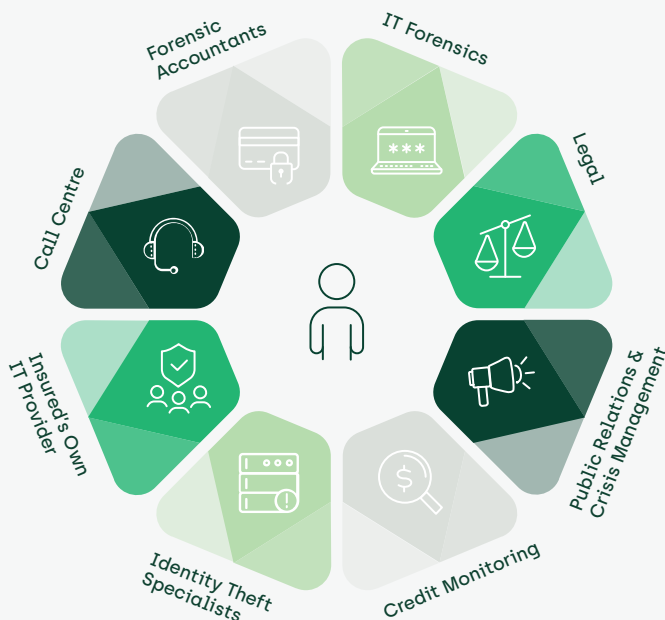 Forensic
Accountants
IT Forensics
Legal
Public Relations &
Crisis Management
Credit Monitoring
Identity Theft
Specialists
Insured's Own
IT Provider
Call Centre